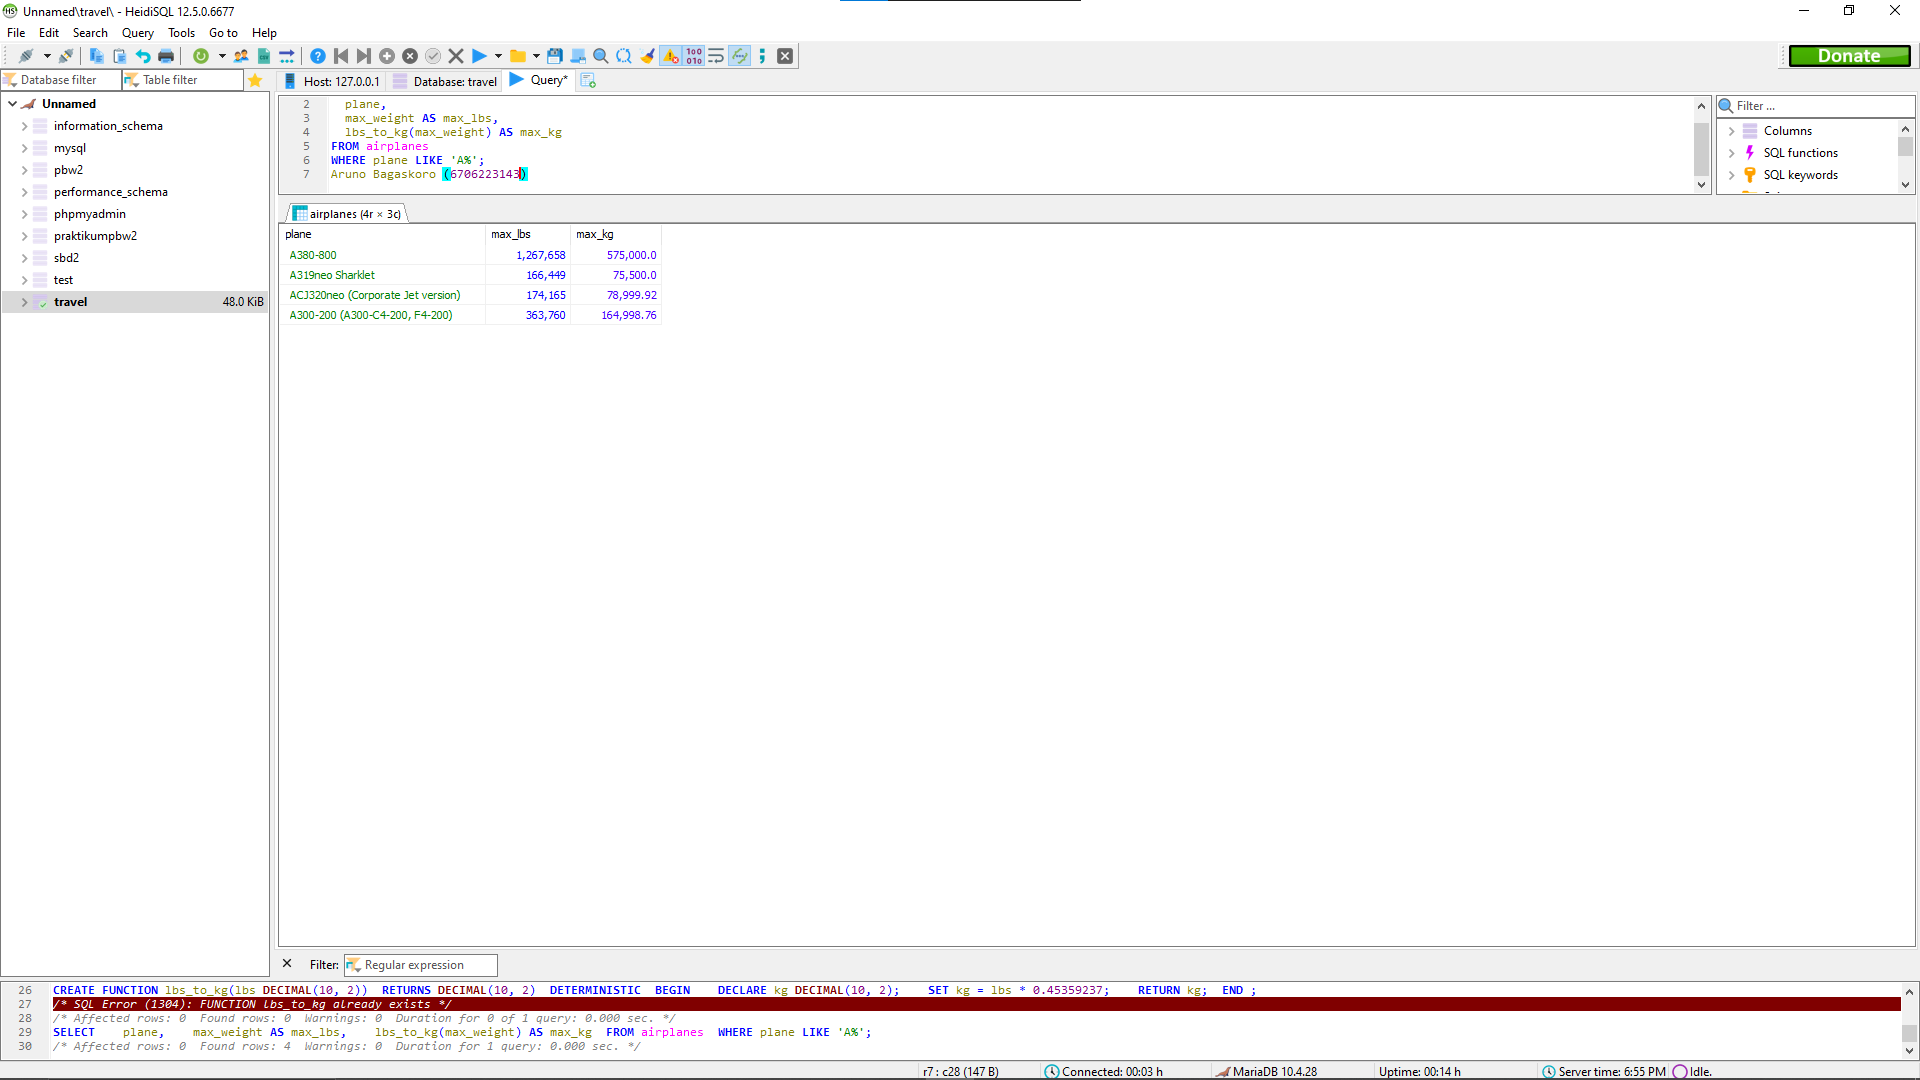 Unnamed\travel\ - HeidiSQL 12.5.0.6677
File Edit Search Query Tools Go to Help
Donate
Database filter Table filter Host: 127.0.0.1 Database: travel Query*
Unnamed
information_schema
mysql
pbw2
performance_schema
phpmyadmin
praktikumpbw2
sbd2
test
travel 48.0 KiB
2 plane,
3 max_weight AS max_lbs,
4 lbs_to_kg(max_weight) AS max_kg
5 FROM airplanes
6 WHERE plane LIKE 'A%';
7 Aruno Bagaskoro (6706223143)
Filter ...
Columns
SQL functions
SQL keywords
airplanes (4r × 3c)
plane max_lbs max_kg
A380-800 1,267,658 575,000.0
A319neo Sharklet 166,449 75,500.0
ACJ320neo (Corporate Jet version) 174,165 78,999.92
A300-200 (A300-C4-200, F4-200) 363,760 164,998.76
Filter: Regular expression
26 CREATE FUNCTION lbs_to_kg(lbs DECIMAL(10, 2)) RETURNS DECIMAL(10, 2) DETERMINISTIC BEGIN DECLARE kg DECIMAL(10, 2); SET kg = lbs * 0.45359237; RETURN kg; END ;
27 /* SQL Error (1304): FUNCTION lbs_to_kg already exists */
28 /* Affected rows: 0 Found rows: 0 Warnings: 0 Duration for 0 of 1 query: 0.000 sec. */
29 SELECT plane, max_weight AS max_lbs, lbs_to_kg(max_weight) AS max_kg FROM airplanes WHERE plane LIKE 'A%';
30 /* Affected rows: 0 Found rows: 4 Warnings: 0 Duration for 1 query: 0.000 sec. */
r7 : c28 (147 B) Connected: 00:03 h MariaDB 10.4.28 Uptime: 00:14 h Server time: 6:55 PM Idle.